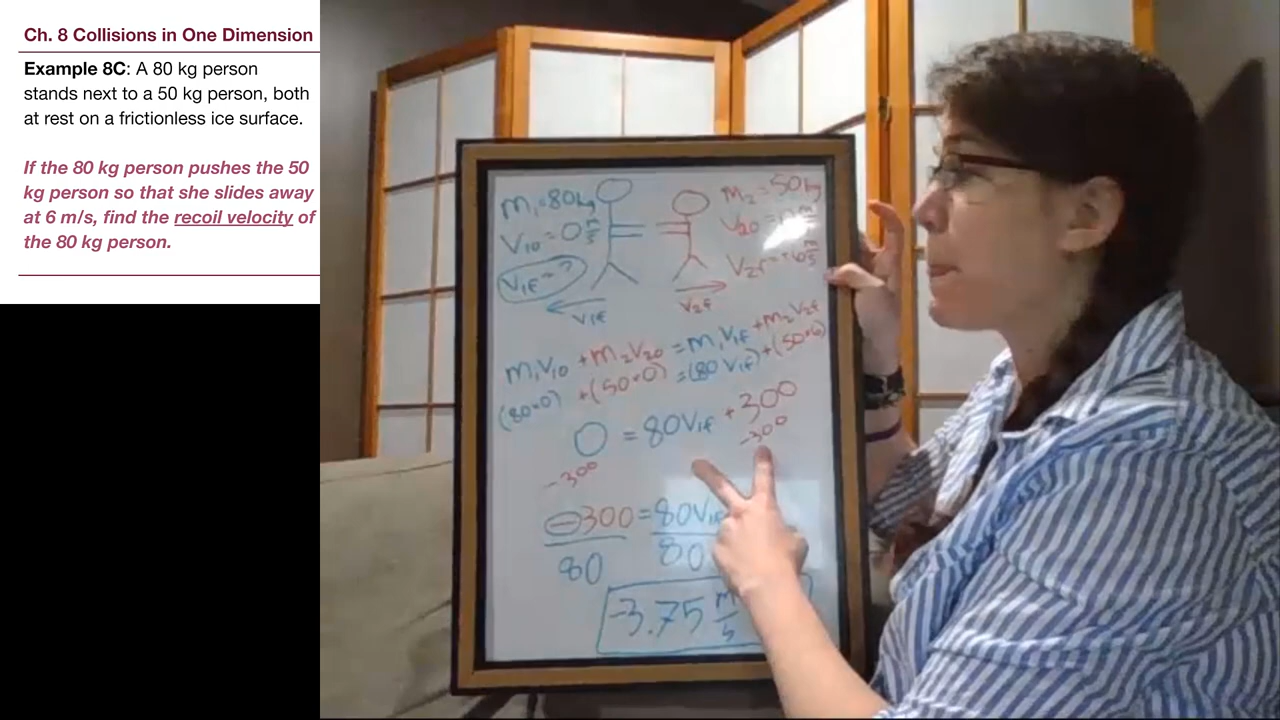 Ch. 8 Collisions in One Dimension
Example 8C: A 80 kg person
stands next to a 50 kg person, both
at rest on a frictionless ice surface.
If the 80 kg person pushes the 50
kg person so that she slides away
at 6 m/s, find the recoil velocity of
the 80 kg person.
m₁=80kg
V₁₀=0 m/s
V₁f=?
V₁f
m₂=50kg
V₂₀=
V₂f=
V₂f
m₁V₁₀ +m₂V₂₀ =m₁V₁f +m₂V₂f
(80·0) +(50·0) =(80 V₁f)+(50·6)
0 =80V₁f +300
-300 -300
-300=80V₁f
80 80
-3.75 m/s